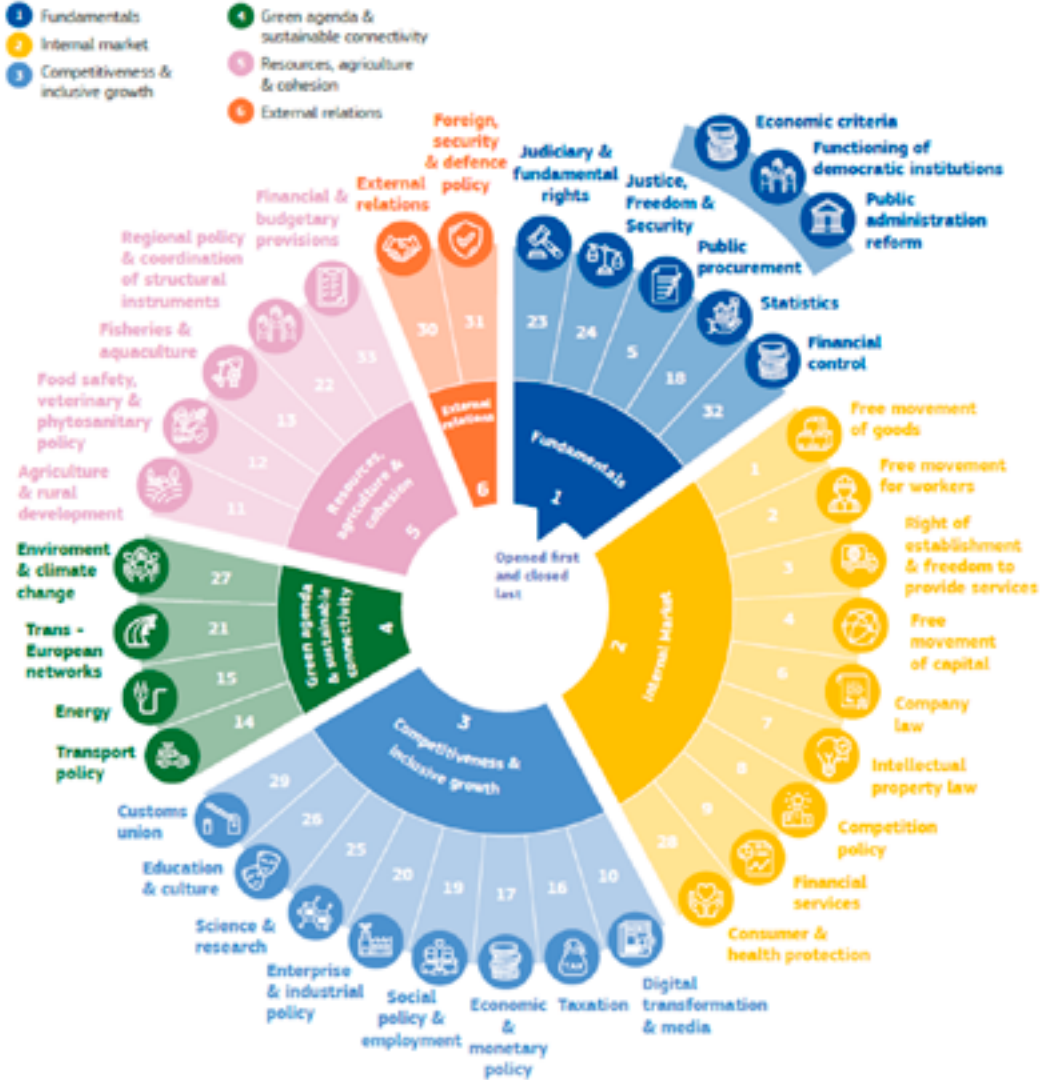 1 Fundamentals
2 Internal market
3 Competitiveness &
inclusive growth
4 Green agenda &
sustainable connectivity
5 Resources, agriculture
& cohesion
6 External relations
Economic criteria
Functioning of
democratic institutions
Public
administration
reform
Judiciary &
fundamental
rights
Justice,
Freedom &
Security
Public
procurement
Statistics
Financial
control
23
24
5
18
32
Fundamentals
1
Opened first
and closed
last
Free movement
of goods
Free movement
for workers
Right of
establishment
& freedom to
provide services
Free
movement
of capital
Company
law
Intellectual
property law
Competition
policy
Financial
services
Consumer &
health protection
1
2
3
4
6
7
8
9
28
Internal Market
2
Digital
transformation
& media
Taxation
Economic
&
monetary
policy
Social
policy &
employment
Enterprise
& industrial
policy
Science &
research
Education
& culture
Customs
union
10
16
TAX
17
19
20
25
26
29
3
Competitiveness &
inclusive growth
Transport
policy
Energy
Trans -
European
networks
Enviroment
& climate
change
14
15
21
27
Green agenda
& sustainable
connectivity
4
Agriculture
& rural
development
Food safety,
veterinary &
phytosanitary
policy
Fisheries &
aquaculture
Regional policy
& coordination
of structural
instruments
Financial &
budgetary
provisions
11
12
13
22
33
Resources,
agriculture &
cohesion
5
External
relations
Foreign,
security
& defence
policy
30
31
External
relations
6